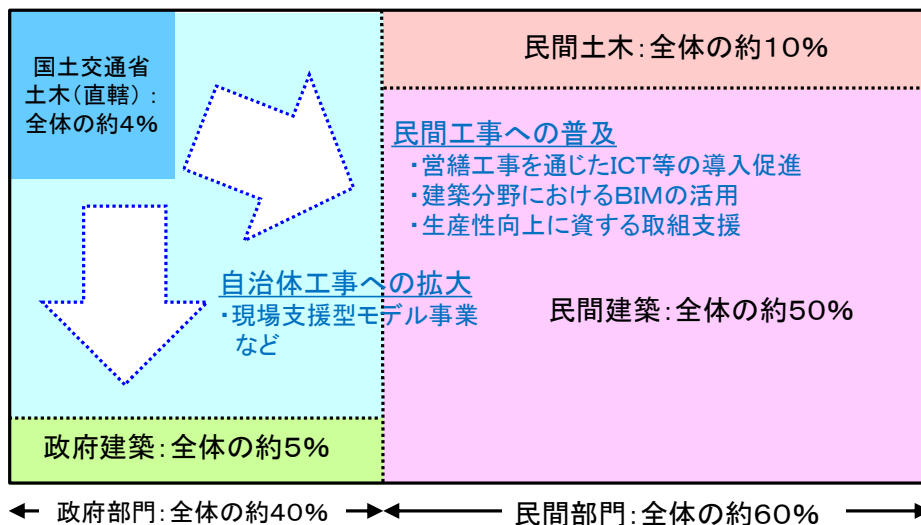 国土交通省
土木(直轄):
全体の約4%
民間土木:全体の約10%
民間工事への普及
・営繕工事を通じたICT等の導入促進
・建築分野におけるBIMの活用
・生産性向上に資する取組支援
自治体工事への拡大
・現場支援型モデル事業
など
民間建築:全体の約50%
政府建築:全体の約5%
政府部門:全体の約40%
民間部門:全体の約60%